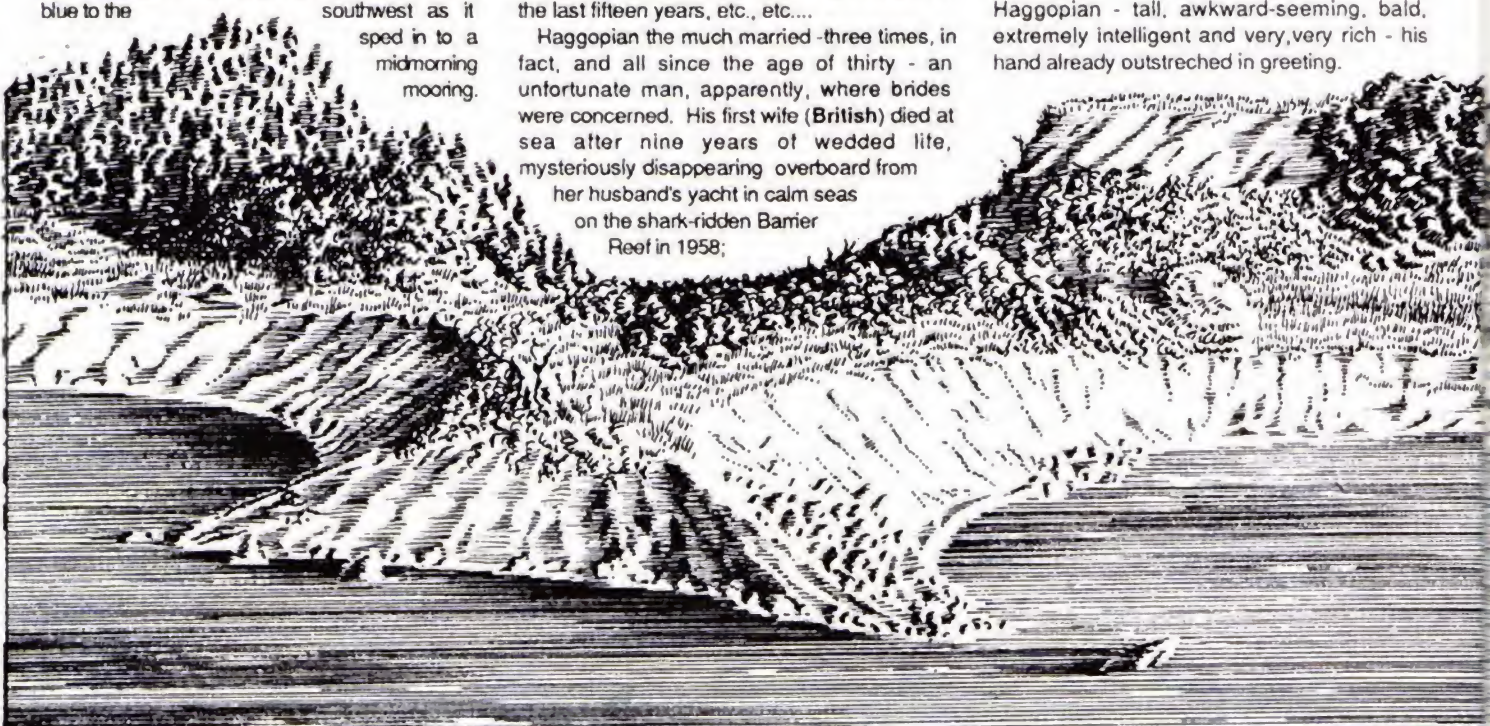 blue to the
southwest as it
sped in to a
midmorning
mooring.
the last fifteen years, etc., etc....
Haggopian the much married -three times, in
fact, and all since the age of thirty - an
unfortunate man, apparently, where brides
were concerned. His first wife (British) died at
sea after nine years of wedded life,
mysteriously disappearing overboard from
her husband's yacht in calm seas
on the shark-ridden Barrier
Reef in 1958;
Haggopian - tall, awkward-seeming, bald,
extremely intelligent and very,very rich - his
hand already outstreched in greeting.